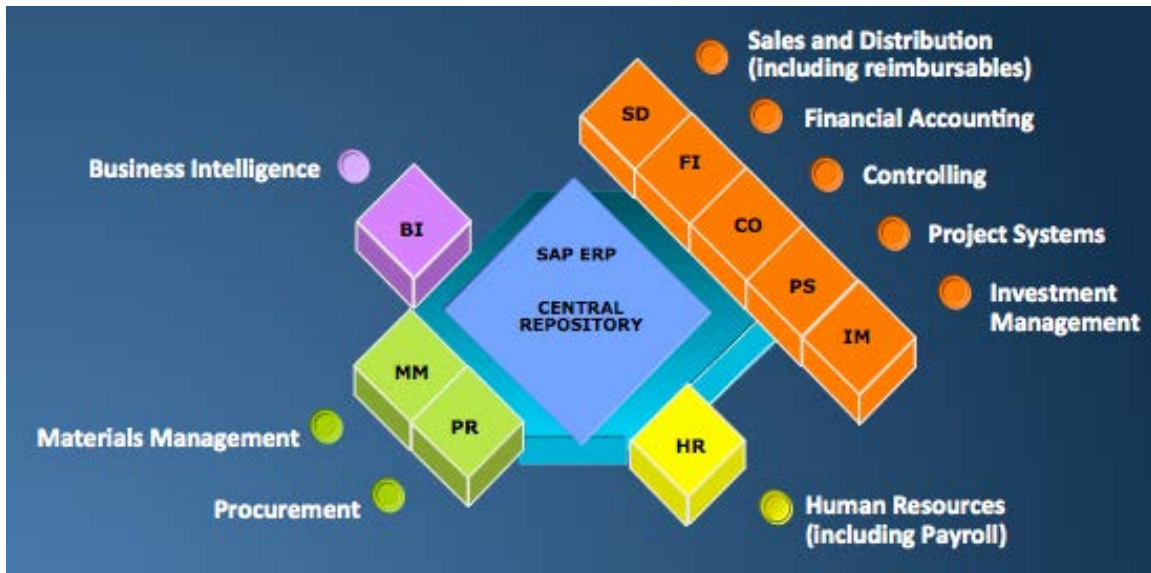 Sales and Distribution
(including reimbursables)
SD
Financial Accounting
FI
Business Intelligence
Controlling
BI
CO
Project Systems
SAP ERP
PS
Investment
Management
CENTRAL
REPOSITORY
IM
MM
PR
Materials Management
HR
Procurement
Human Resources
(including Payroll)